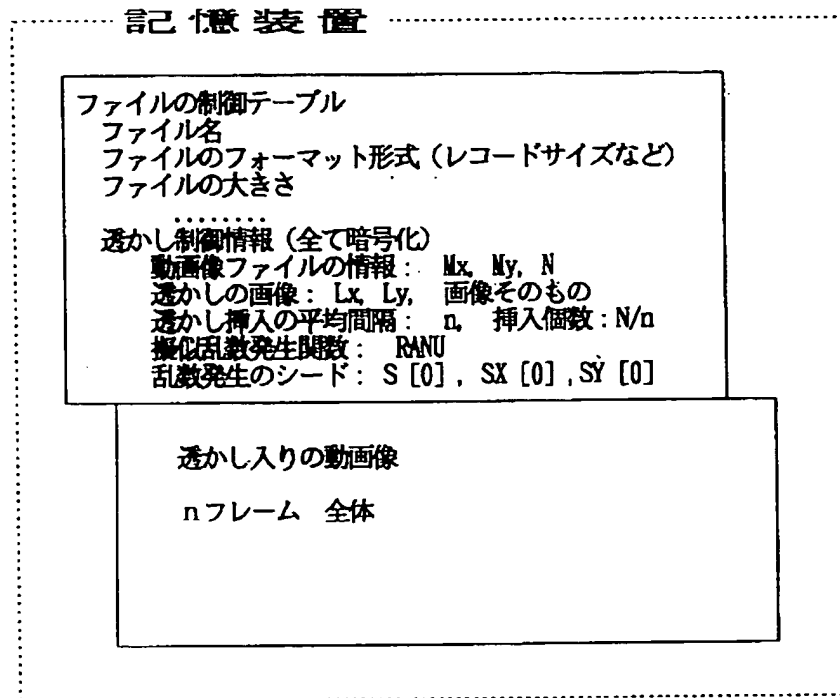 記憶装置
ファイルの制御テーブル
ファイル名
ファイルのフォーマット形式（レコードサイズなど）
ファイルの大きさ
........
透かし制御情報（全て暗号化）
動画像ファイルの情報： Mx, My, N
透かしの画像：Lx, Ly, 画像そのもの
透かし挿入の平均間隔： n, 挿入個数：N/n
擬似乱数発生関数： RANU
乱数発生のシード：S [0] , SX [0] ,SY [0]
透かし入りの動画像
nフレーム 全体